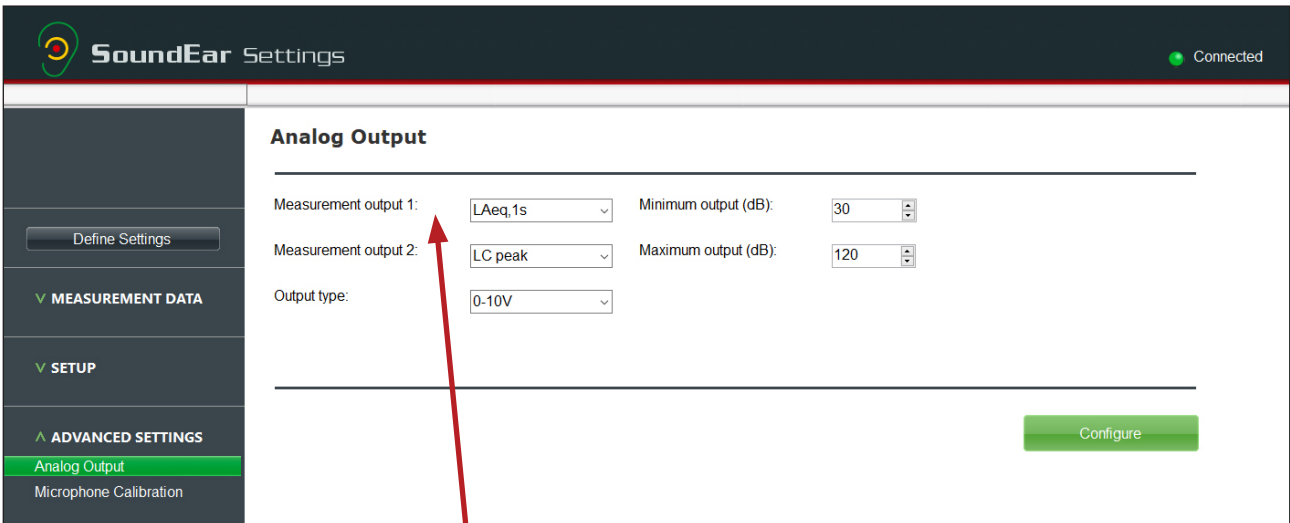 SoundEar Settings
Connected
Analog Output
Measurement output 1: LAeq,1s Minimum output (dB): 30
Define Settings
Measurement output 2: LC peak Maximum output (dB): 120
Output type: 0-10V
MEASUREMENT DATA
SETUP
ADVANCED SETTINGS
Configure
Analog Output
Microphone Calibration